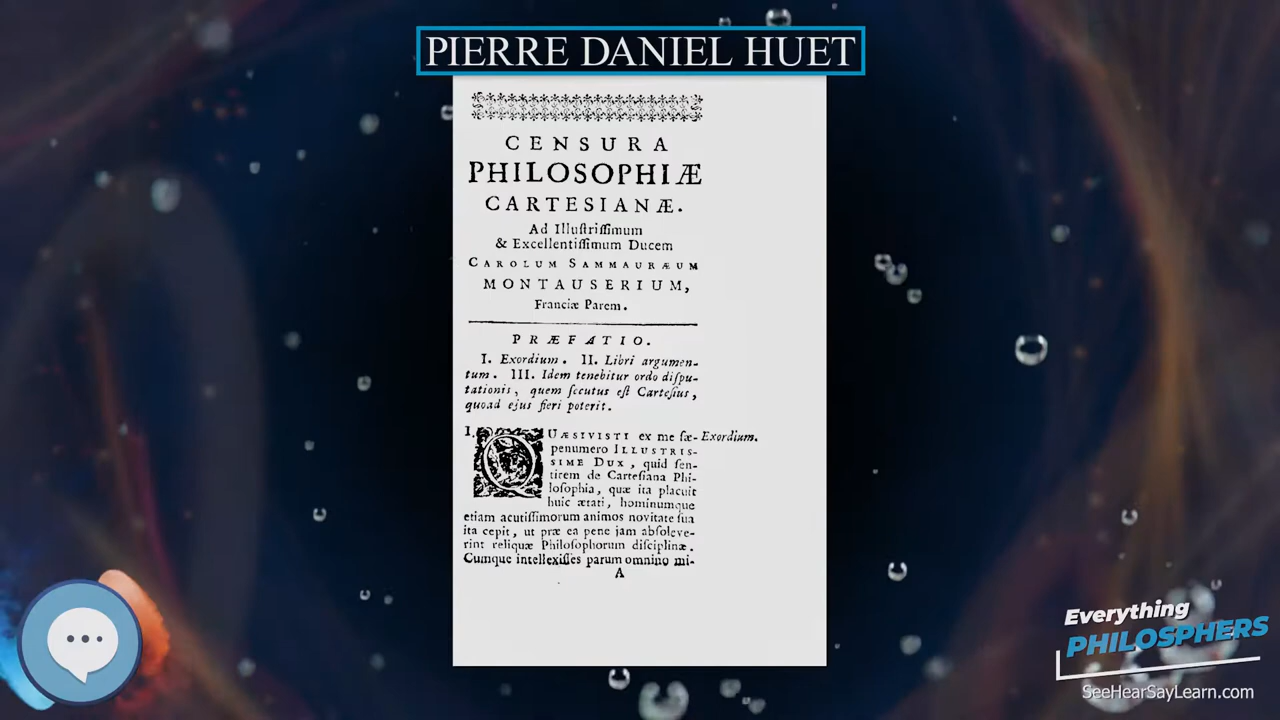 PIERRE DANIEL HUET
CENSURA
PHILOSOPHIÆ
CARTESIANÆ.
Ad Illuſtriſſimum
& Excellentiſſimum Ducem
CAROLUM SAMMAURÆUM
MONTAUSERIUM,
Franciæ Parem.
PRÆFATIO.
I. Exordium. II. Libri argumen-
tum. III. Idem tenebitur ordo diſpu-
tationis, quem ſecutus eſt Carteſius,
quoad ejus fieri poterit.
I. QUÆSIVISTI ex me ſæ- Exordium.
penumero ILLUSTRIS-
SIME DUX, quid ſen-
tirem de Carteſiana Phi-
loſophia, quæ ita placuit
huic ætati, hominumque
etiam acutiſſimorum animos novitate ſua
ita cepit, ut præ ea pene jam abſoleve-
rint reliquæ Philoſophorum diſciplinæ.
Cumque intellexiſſes parum omnino mi-
A
Everything
PHILOSPHERS
SeeHearSayLearn.com